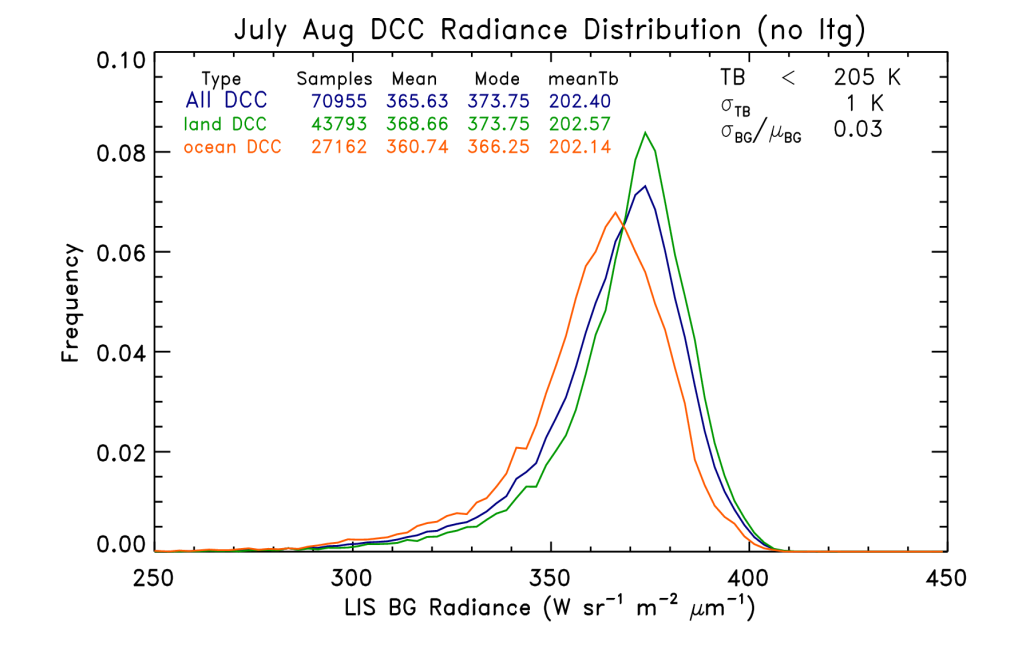 July Aug DCC Radiance Distribution (no ltg)
Type Samples Mean Mode meanTb
All DCC 70955 365.63 373.75 202.40
land DCC 43793 368.66 373.75 202.57
ocean DCC 27162 360.74 366.25 202.14
TB < 205 K
σTB 1 K
σBG/μBG 0.03
Frequency
0.10
0.08
0.06
0.04
0.02
0.00
250 300 350 400 450
LIS BG Radiance (W sr⁻¹ m⁻² μm⁻¹)